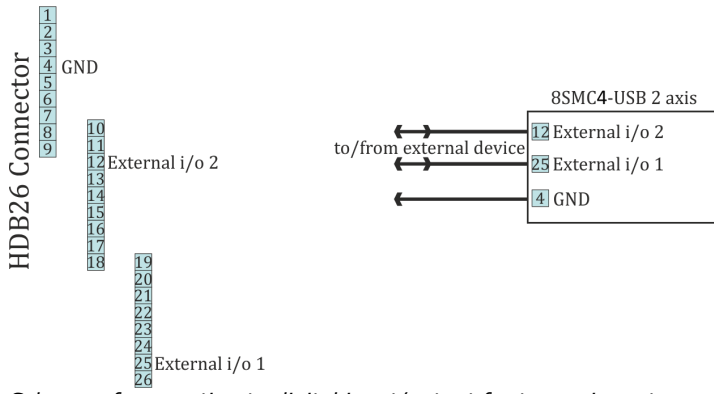 HDB26 Connector
1
2
3
4 GND
5
6
7
8
9
10
11
12 External i/o 2
13
14
15
16
17
18
19
20
21
22
23
24
25 External i/o 1
26
8SMC4-USB 2 axis
12 External i/o 2
to/from external device
25 External i/o 1
4 GND